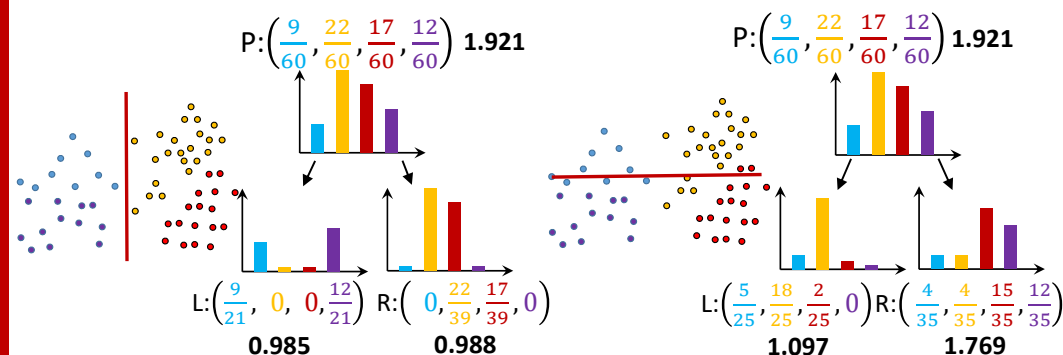 P:(9/60, 22/60, 17/60, 12/60) 1.921
L:(9/21, 0, 0, 12/21) R:(0, 22/39, 17/39, 0)
0.985 0.988
P:(9/60, 22/60, 17/60, 12/60) 1.921
L:(5/25, 18/25, 2/25, 0) R:(4/35, 4/35, 15/35, 12/35)
1.097 1.769